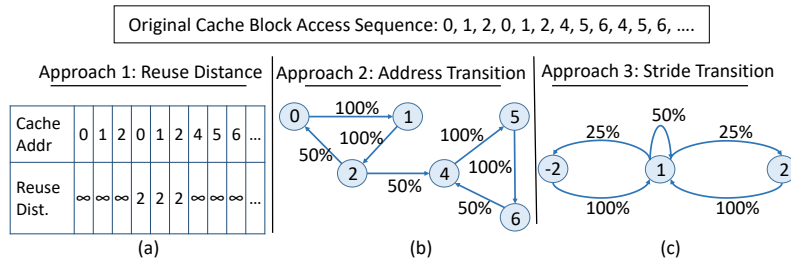 Original Cache Block Access Sequence: 0, 1, 2, 0, 1, 2, 4, 5, 6, 4, 5, 6, ….
Approach 1: Reuse Distance
Cache Addr 0 1 2 0 1 2 4 5 6 ...
Reuse Dist. ∞ ∞ ∞ 2 2 2 ∞ ∞ ∞ ...
(a)
Approach 2: Address Transition
0 100% 1 5
100% 100%
50% 100%
2 50% 4
50% 6
(b)
Approach 3: Stride Transition
50%
25% 25%
-2 1 2
100% 100%
(c)